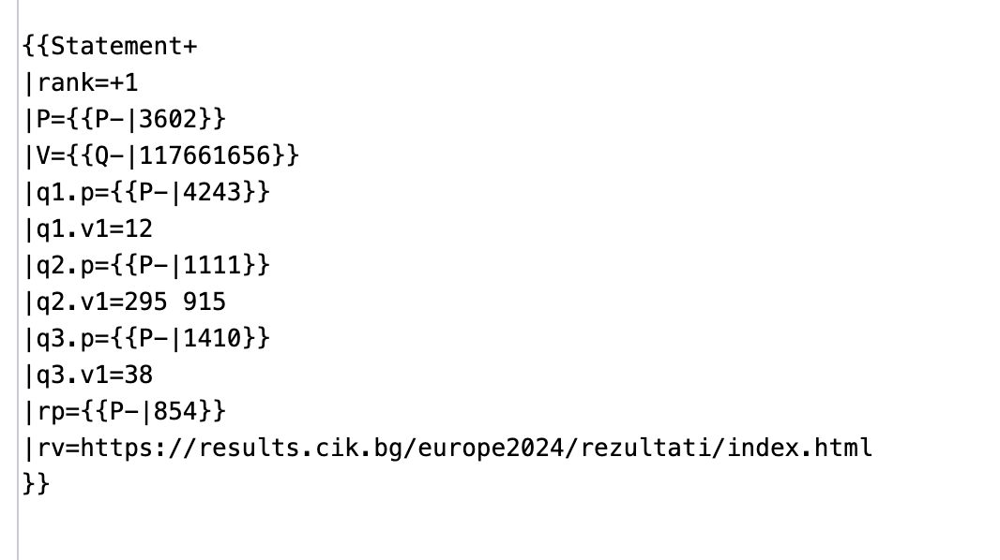 {{Statement+
|rank=+1
|P={{P-|3602}}
|V={{Q-|117661656}}
|q1.p={{P-|4243}}
|q1.v1=12
|q2.p={{P-|1111}}
|q2.v1=295 915
|q3.p={{P-|1410}}
|q3.v1=38
|rp={{P-|854}}
|rv=https://results.cik.bg/europe2024/rezultati/index.html
}}